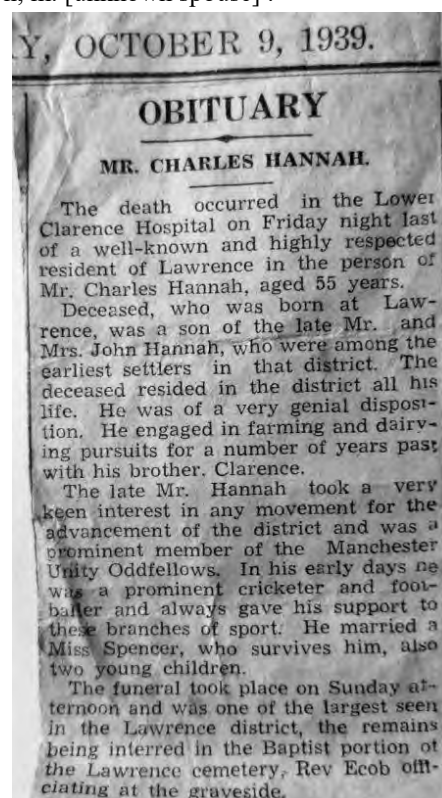 Y, OCTOBER 9, 1939.
OBITUARY
MR. CHARLES HANNAH.
The death occurred in the Lower
Clarence Hospital on Friday night last
of a well-known and highly respected
resident of Lawrence in the person of
Mr. Charles Hannah, aged 55 years.
Deceased, who was born at Law-
rence, was a son of the late Mr. and
Mrs. John Hannah, who were among the
earliest settlers in that district. The
deceased resided in the district all his
life. He was of a very genial disposi-
tion. He engaged in farming and dairy-
ing pursuits for a number of years past
with his brother. Clarence.
The late Mr. Hannah took a very
keen interest in any movement for the
advancement of the district and was a
prominent member of the Manchester
Unity Oddfellows. In his early days he
was a prominent cricketer and foot-
baller and always gave his support to
these branches of sport. He married a
Miss Spencer, who survives him, also
two young children.
The funeral took place on Sunday af-
ternoon and was one of the largest seen
in the Lawrence district, the remains
being interred in the Baptist portion of
the Lawrence cemetery, Rev Ecob offi-
ciating at the graveside.